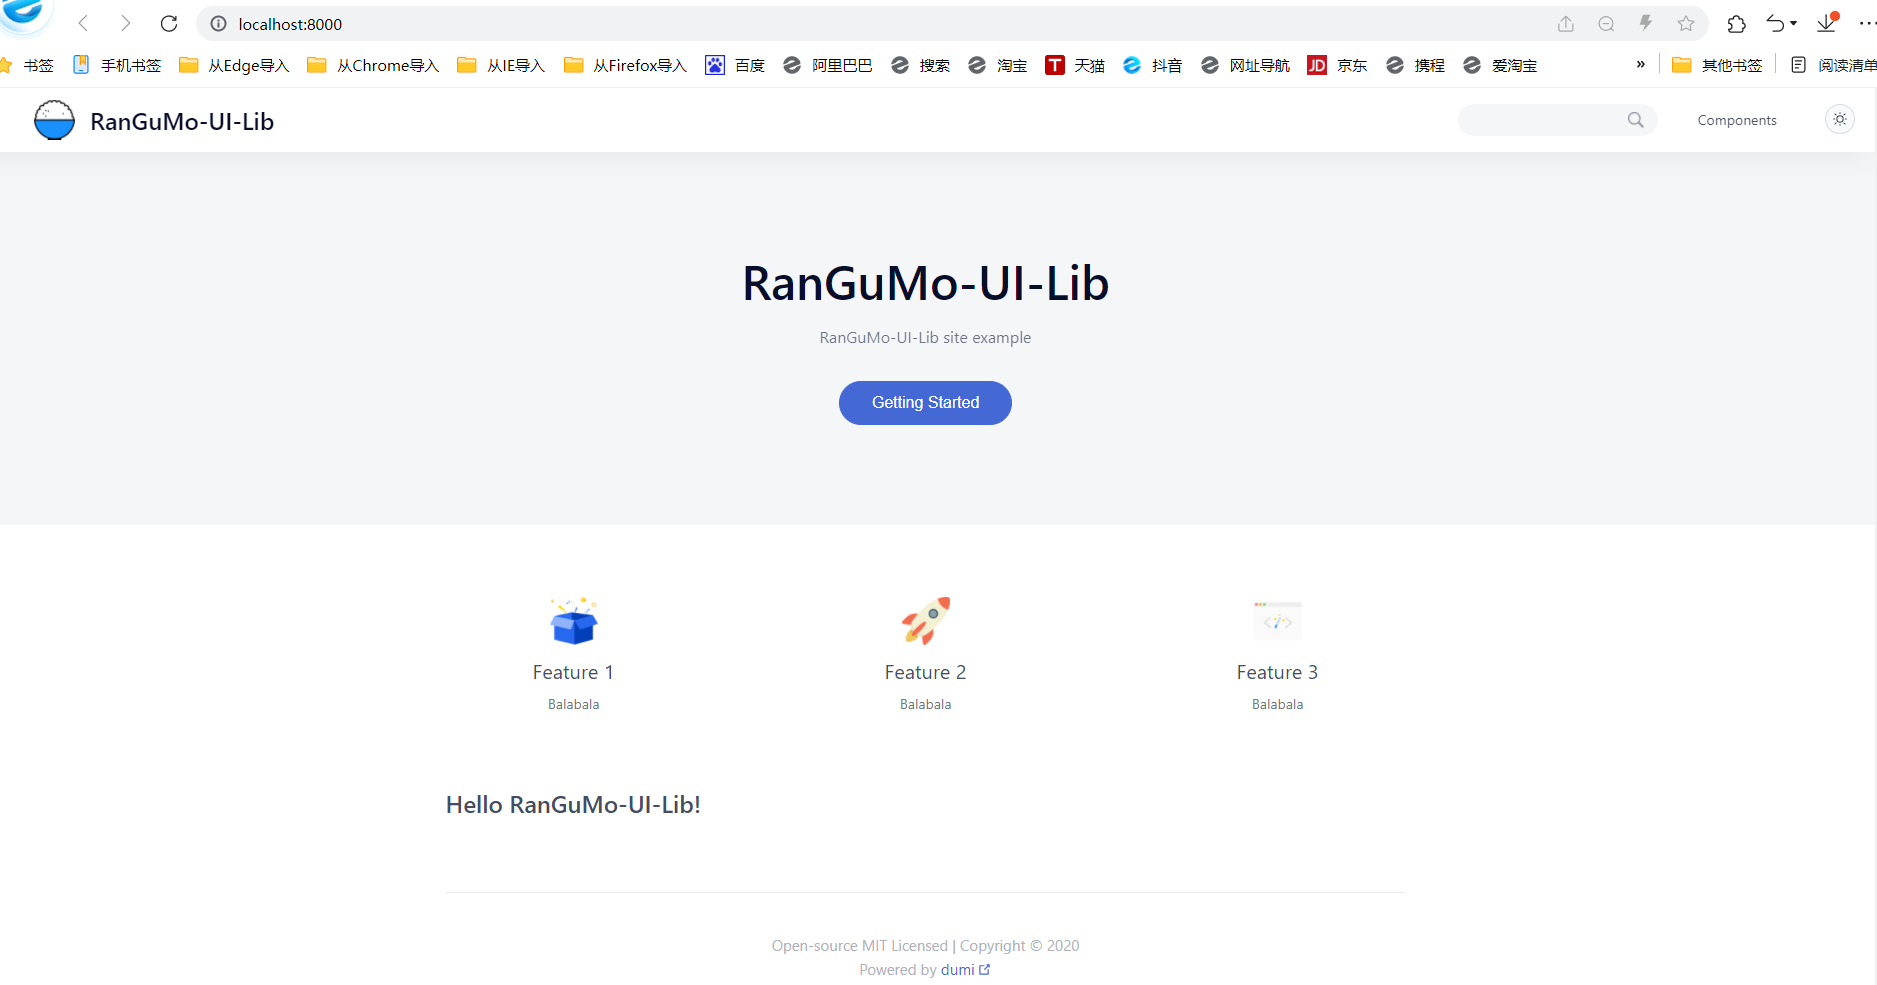 localhost:8000
书签 手机书签 从Edge导入 从Chrome导入 从IE导入 从Firefox导入 百度 阿里巴巴 搜索 淘宝 T 天猫 抖音 网址导航 JD 京东 携程 爱淘宝 » 其他书签 阅读清单
RanGuMo-UI-Lib Components
RanGuMo-UI-Lib
RanGuMo-UI-Lib site example
Getting Started
Feature 1 Feature 2 Feature 3
Balabala Balabala Balabala
Hello RanGuMo-UI-Lib!
Open-source MIT Licensed | Copyright © 2020
Powered by dumi